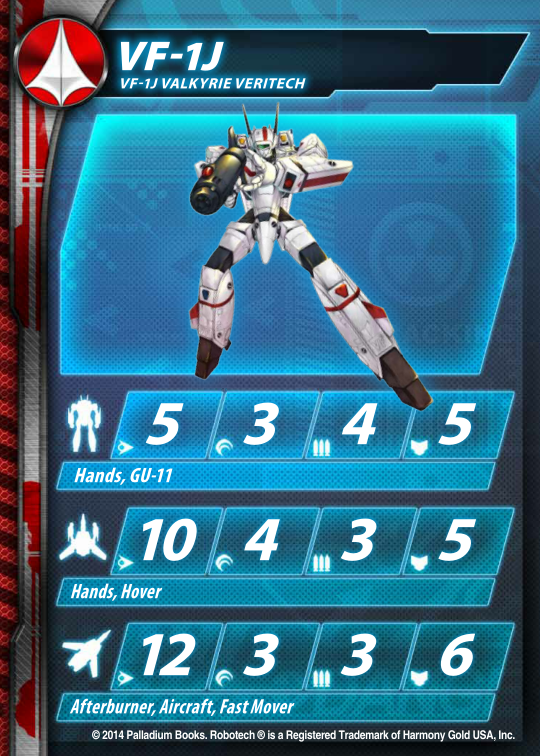 VF-1J
VF-1J VALKYRIE VERITECH
5 3 4 5
Hands, GU-11
10 4 3 5
Hands, Hover
12 3 3 6
Afterburner, Aircraft, Fast Mover
© 2014 Palladium Books. Robotech ® is a Registered Trademark of Harmony Gold USA, Inc.